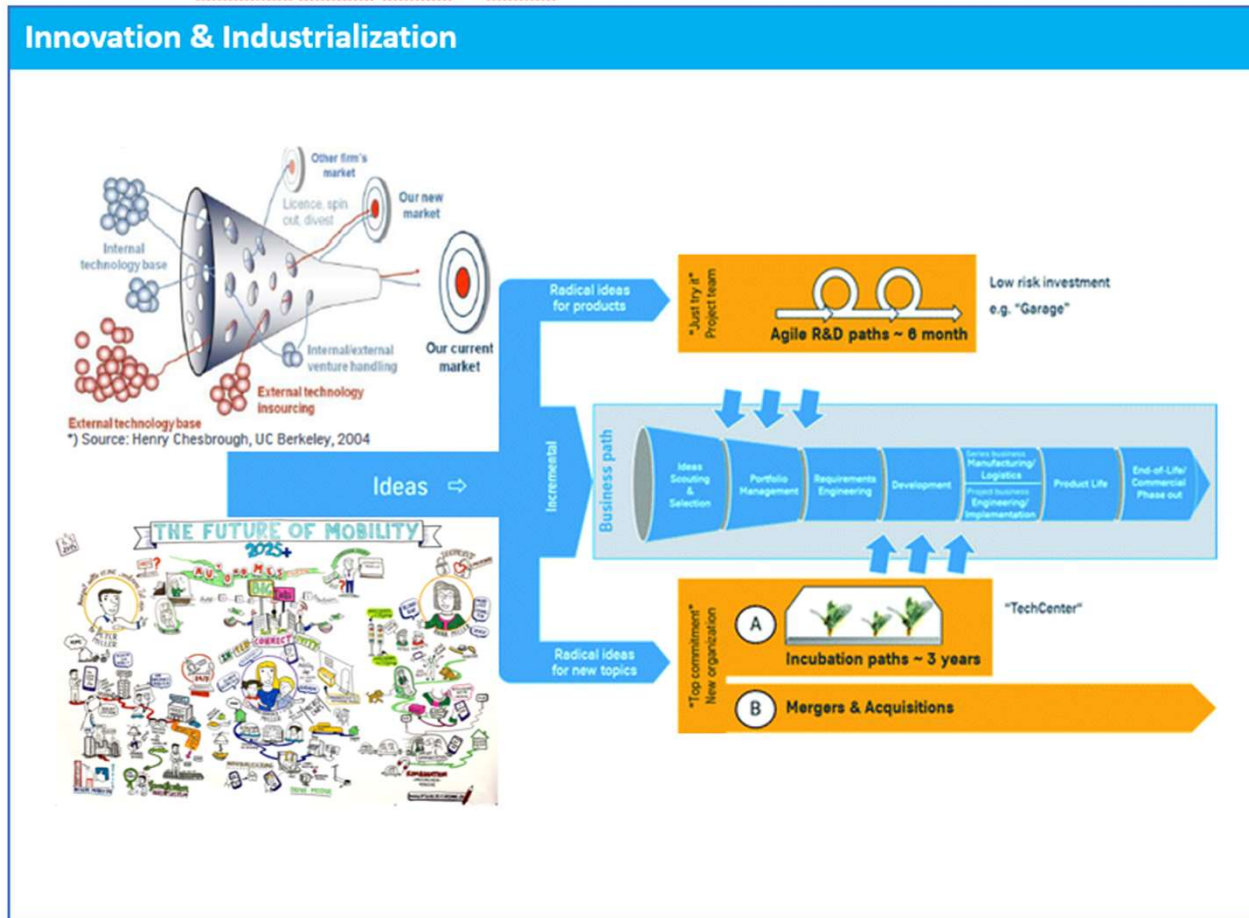 Innovation & Industrialization
Other firm's
market
Licence, spin
out, divest
Our new
market
Internal
technology base
Our current
market
Internal/external
venture handling
External technology
insourcing
External technology base
*) Source: Henry Chesbrough, UC Berkeley, 2004
Ideas ⇨
THE FUTURE OF MOBILITY
2025+
PETER
MILLER
Radical ideas
for products
Incremental
Radical ideas
for new topics
"Just try it"
Project team
Agile R&D paths ~ 6 month
Low risk investment
e.g. "Garage"
Business path
Ideas
Scouting
&
Selection
Portfolio
Management
Requirements
Engineering
Development
Series business
Manufacturing/
Logistics
Project business
Engineering/
Implementation
Product Life
End-of-Life/
Commercial
Phase out
"Top commitment"
New organization
A
Incubation paths ~ 3 years
"TechCenter"
B
Mergers & Acquisitions